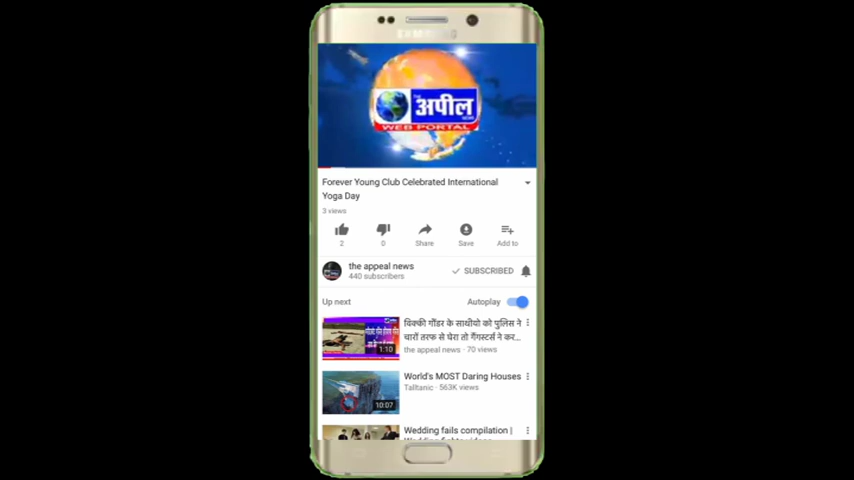 SAMSUNG
अपील
WEB PORTAL
Forever Young Club Celebrated International
Yoga Day
3 views
2
0
Share
Save
Add to
the appeal news
440 subscribers
SUBSCRIBED
Up next
Autoplay
विक्की गौंडर के साथीयो को पुलिस ने
चारों तरफ से घेरा तो गैंगस्टर्स ने कर...
the appeal news · 70 views
1:10
World's MOST Daring Houses
Talltanic · 563K views
10:07
Wedding fails compilation |